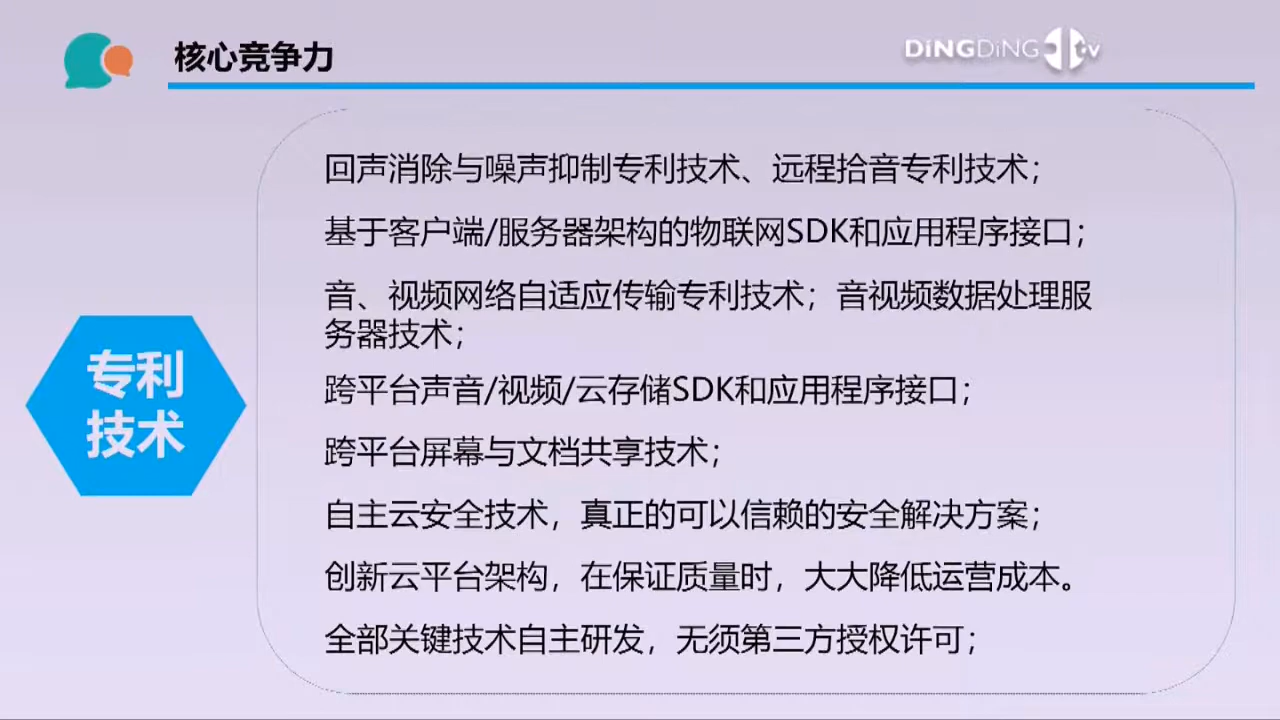 核心竞争力
DiNGDiNG tv
回声消除与噪声抑制专利技术、远程拾音专利技术；
基于客户端/服务器架构的物联网SDK和应用程序接口；
音、视频网络自适应传输专利技术；音视频数据处理服
务器技术；
专利
技术
跨平台声音/视频/云存储SDK和应用程序接口；
跨平台屏幕与文档共享技术；
自主云安全技术，真正的可以信赖的安全解决方案；
创新云平台架构，在保证质量时，大大降低运营成本。
全部关键技术自主研发，无须第三方授权许可；